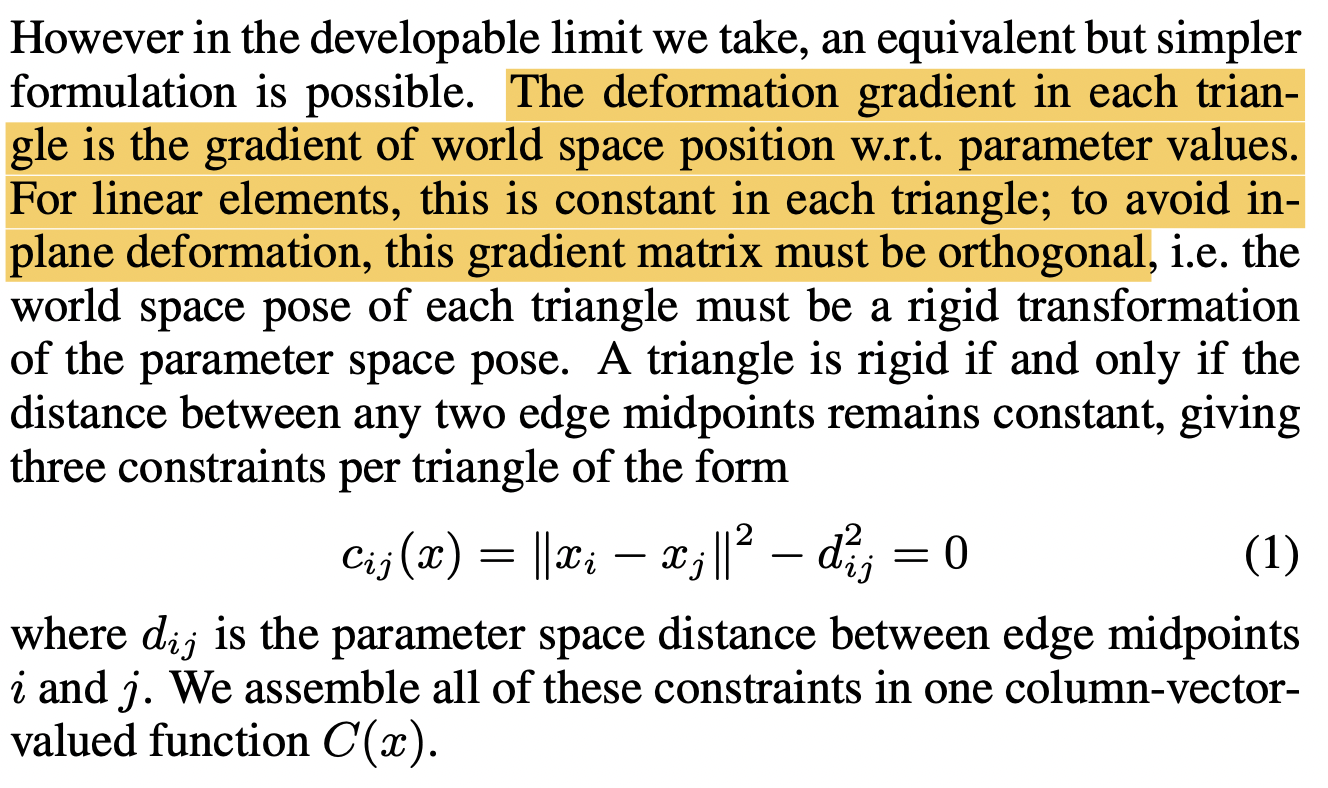 However in the developable limit we take, an equivalent but simpler
formulation is possible. The deformation gradient in each trian-
gle is the gradient of world space position w.r.t. parameter values.
For linear elements, this is constant in each triangle; to avoid in-
plane deformation, this gradient matrix must be orthogonal, i.e. the
world space pose of each triangle must be a rigid transformation
of the parameter space pose. A triangle is rigid if and only if the
distance between any two edge midpoints remains constant, giving
three constraints per triangle of the form
c_{ij}(x) = ‖x_i − x_j‖² − d_{ij}² = 0 (1)
where d_{ij} is the parameter space distance between edge midpoints
i and j. We assemble all of these constraints in one column-vector-
valued function C(x).